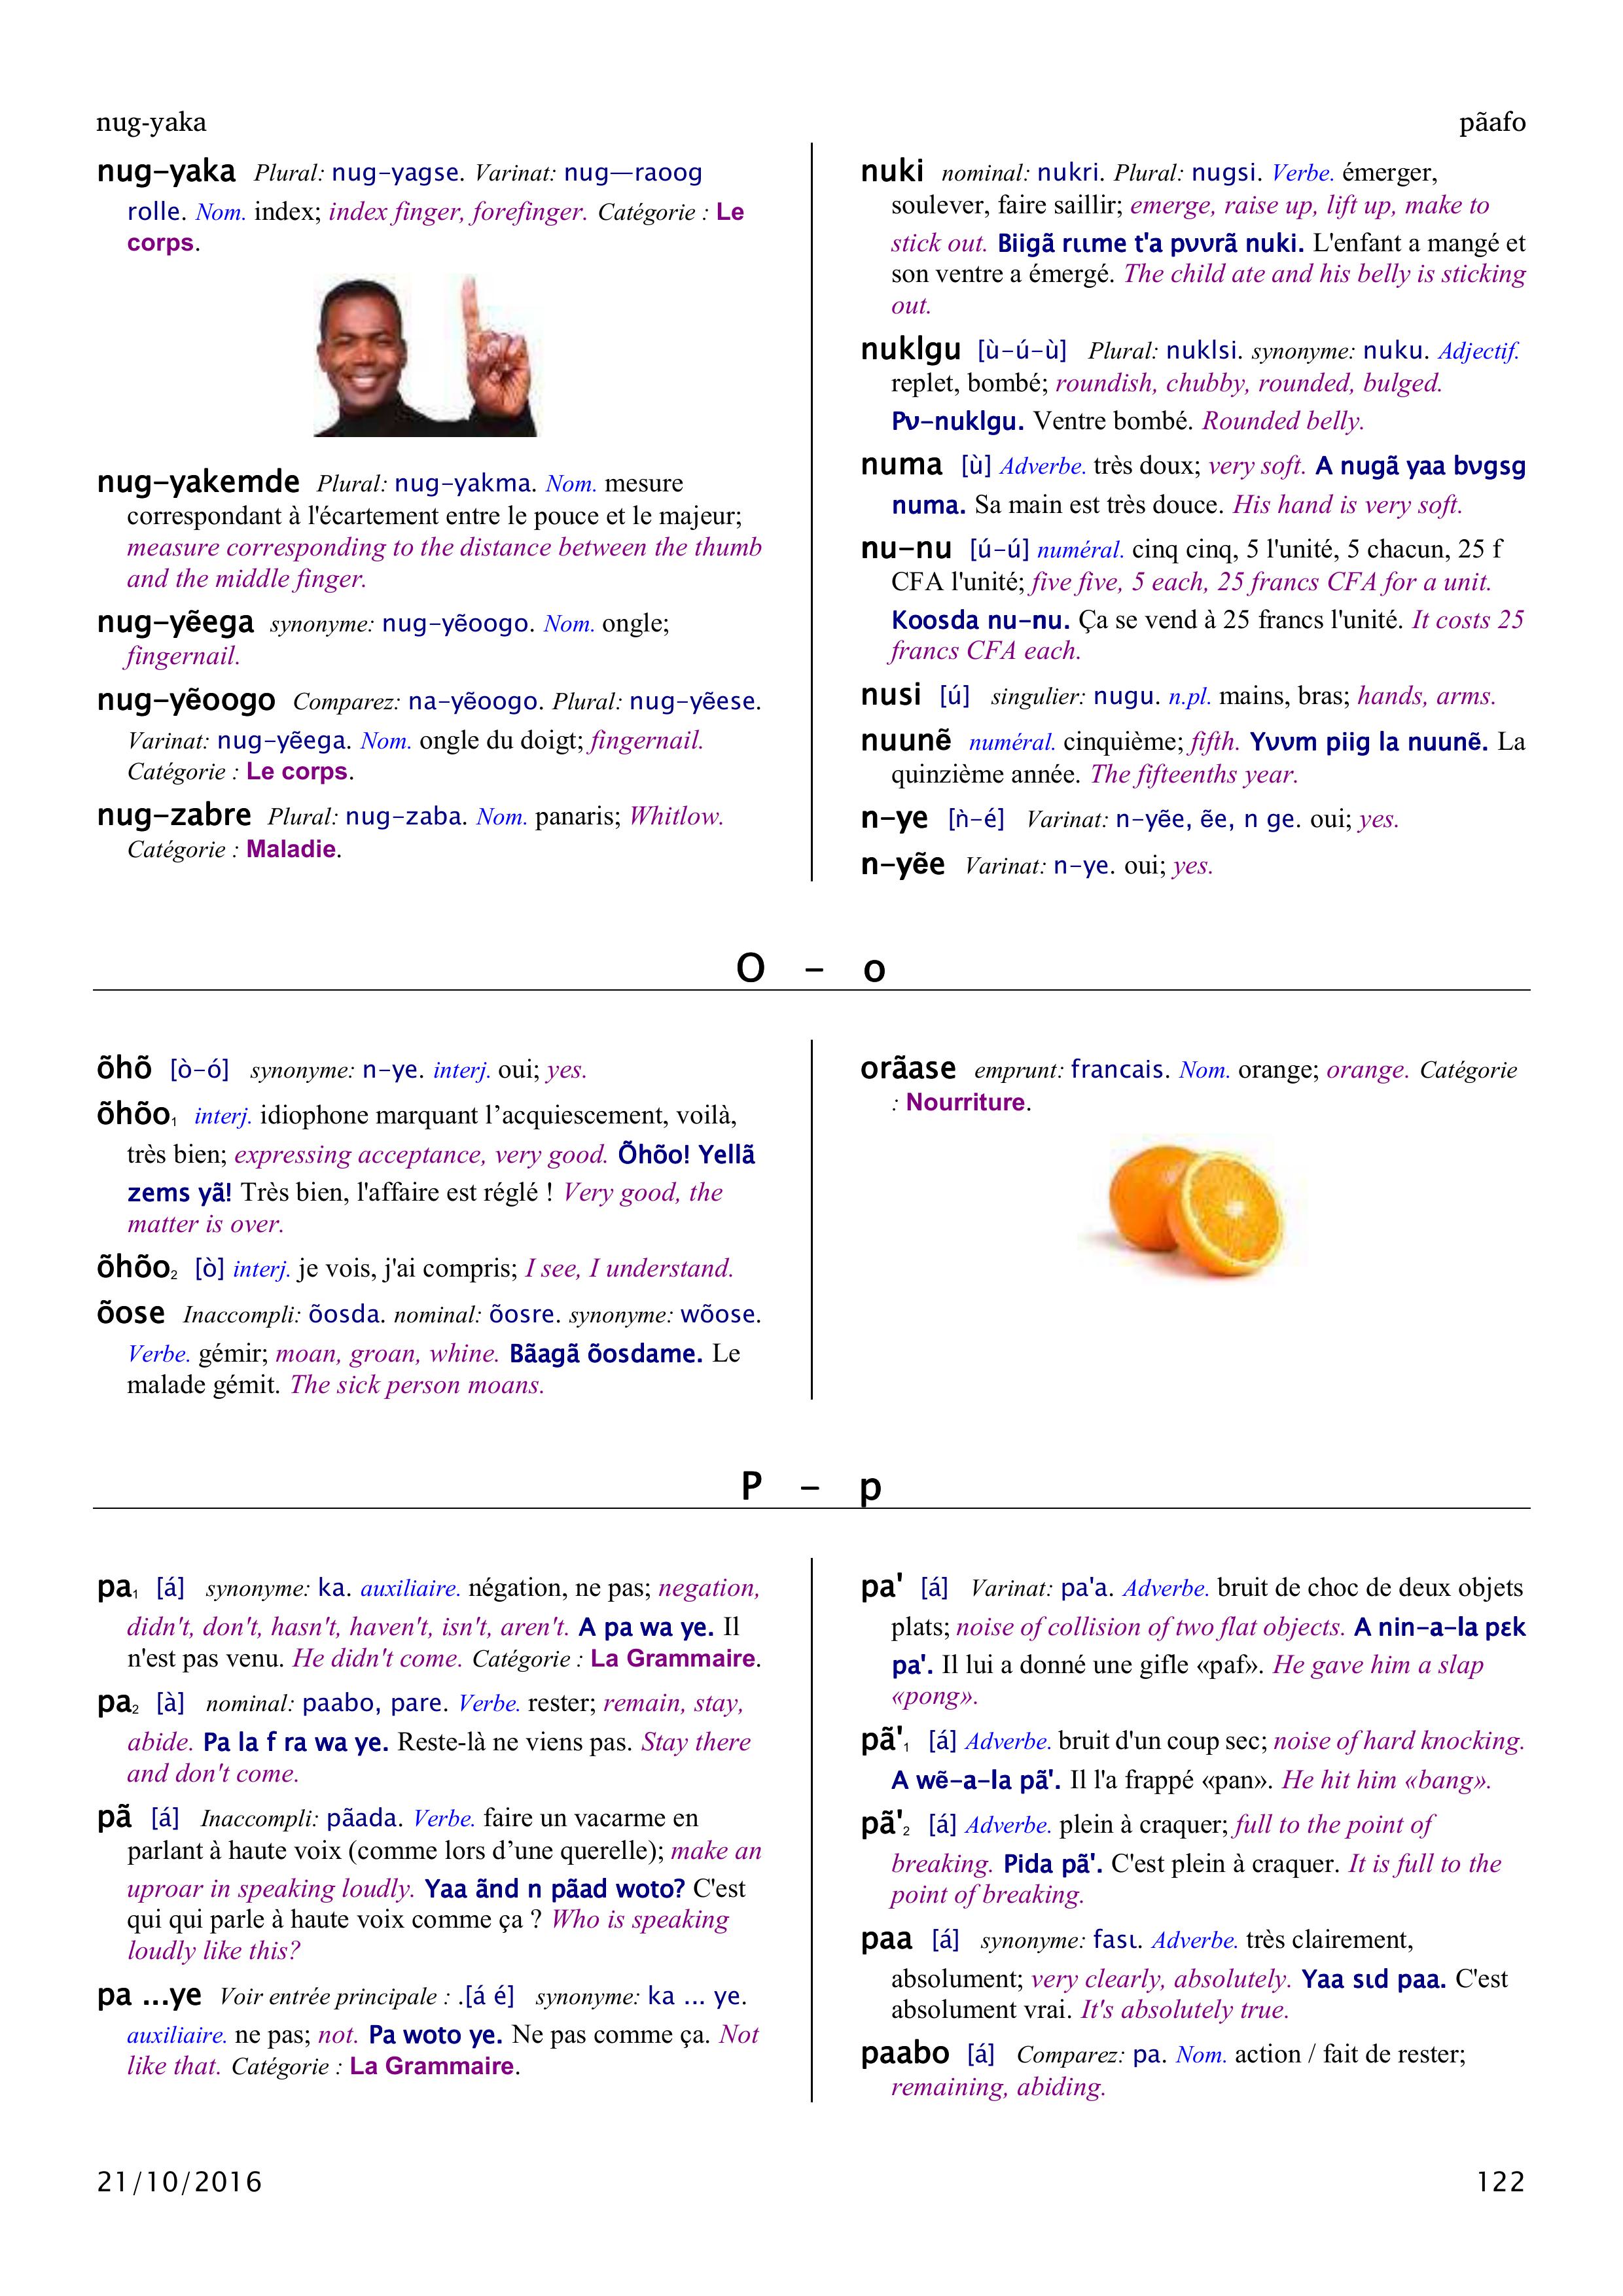 nug-yaka
pãafo
nug-yaka Plural: nug-yagse. Varinat: nug—raoog
rolle. Nom. index; index finger, forefinger. Catégorie : Le
corps.
nug-yakemde Plural: nug-yakma. Nom. mesure
correspondant à l'écartement entre le pouce et le majeur;
measure corresponding to the distance between the thumb
and the middle finger.
nug-yẽega synonyme: nug-yẽoogo. Nom. ongle;
fingernail.
nug-yẽoogo Comparez: na-yẽoogo. Plural: nug-yẽese.
Varinat: nug-yẽega. Nom. ongle du doigt; fingernail.
Catégorie : Le corps.
nug-zabre Plural: nug-zaba. Nom. panaris; Whitlow.
Catégorie : Maladie.
nuki nominal: nukri. Plural: nugsi. Verbe. émerger,
soulever, faire saillir; emerge, raise up, lift up, make to
stick out. Biigã rɩɩme t'a pʋʋrã nuki. L'enfant a mangé et
son ventre a émergé. The child ate and his belly is sticking
out.
nuklgu [ù-ú-ù] Plural: nuklsi. synonyme: nuku. Adjectif.
replet, bombé; roundish, chubby, rounded, bulged.
Pʋ-nuklgu. Ventre bombé. Rounded belly.
numa [ù] Adverbe. très doux; very soft. A nugã yaa bʋgsg
numa. Sa main est très douce. His hand is very soft.
nu-nu [ú-ú] numéral. cinq cinq, 5 l'unité, 5 chacun, 25 f
CFA l'unité; five five, 5 each, 25 francs CFA for a unit.
Koosda nu-nu. Ça se vend à 25 francs l'unité. It costs 25
francs CFA each.
nusi [ú] singulier: nugu. n.pl. mains, bras; hands, arms.
nuunẽ numéral. cinquième; fifth. Yʋʋm piig la nuunẽ. La
quinzième année. The fifteenths year.
n-ye [ǹ-é] Varinat: n-yẽe, ẽe, n ge. oui; yes.
n-yẽe Varinat: n-ye. oui; yes.
O - o
õhõ [ò-ó] synonyme: n-ye. interj. oui; yes.
õhõo₁ interj. idiophone marquant l’acquiescement, voilà,
très bien; expressing acceptance, very good. Õhõo! Yellã
zems yã! Très bien, l'affaire est réglé ! Very good, the
matter is over.
õhõo₂ [ò] interj. je vois, j'ai compris; I see, I understand.
õose Inaccompli: õosda. nominal: õosre. synonyme: wõose.
Verbe. gémir; moan, groan, whine. Bãagã õosdame. Le
malade gémit. The sick person moans.
orãase emprunt: francais. Nom. orange; orange. Catégorie
: Nourriture.
P - p
pa₁ [á] synonyme: ka. auxiliaire. négation, ne pas; negation,
didn't, don't, hasn't, haven't, isn't, aren't. A pa wa ye. Il
n'est pas venu. He didn't come. Catégorie : La Grammaire.
pa₂ [à] nominal: paabo, pare. Verbe. rester; remain, stay,
abide. Pa la f ra wa ye. Reste-là ne viens pas. Stay there
and don't come.
pã [á] Inaccompli: pãada. Verbe. faire un vacarme en
parlant à haute voix (comme lors d’une querelle); make an
uproar in speaking loudly. Yaa ãnd n pãad woto? C'est
qui qui parle à haute voix comme ça ? Who is speaking
loudly like this?
pa ...ye Voir entrée principale : .[á é] synonyme: ka ... ye.
auxiliaire. ne pas; not. Pa woto ye. Ne pas comme ça. Not
like that. Catégorie : La Grammaire.
pa' [á] Varinat: pa'a. Adverbe. bruit de choc de deux objets
plats; noise of collision of two flat objects. A nin-a-la pɛk
pa'. Il lui a donné une gifle «paf». He gave him a slap
«pong».
pã'₁ [á] Adverbe. bruit d'un coup sec; noise of hard knocking.
A wẽ-a-la pã'. Il l'a frappé «pan». He hit him «bang».
pã'₂ [á] Adverbe. plein à craquer; full to the point of
breaking. Pida pã'. C'est plein à craquer. It is full to the
point of breaking.
paa [á] synonyme: fasɩ. Adverbe. très clairement,
absolument; very clearly, absolutely. Yaa sɩd paa. C'est
absolument vrai. It's absolutely true.
paabo [á] Comparez: pa. Nom. action / fait de rester;
remaining, abiding.
21/10/2016
122